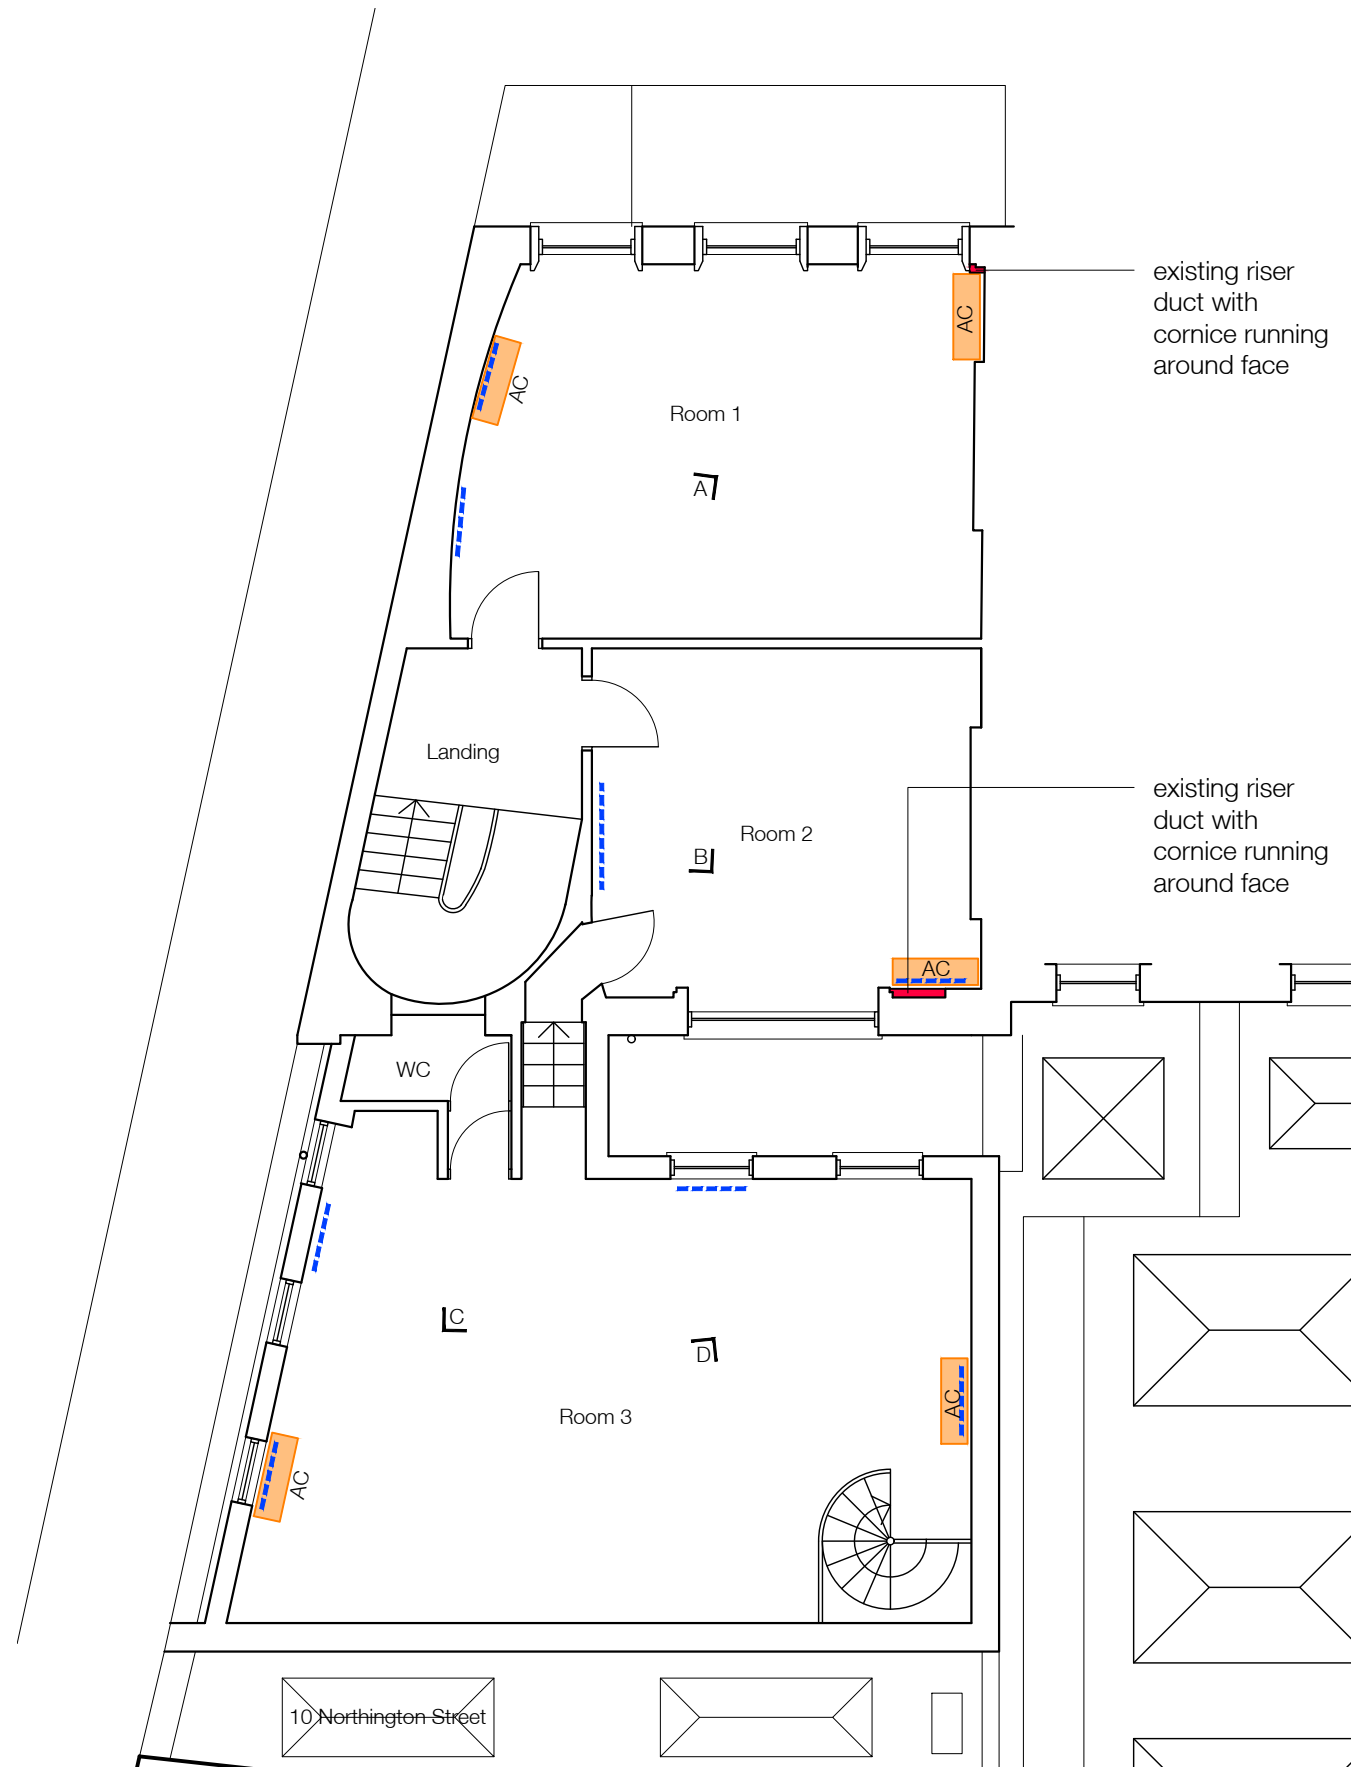 existing riser
duct with
cornice running
around face
AC
AC
Room 1
A
Landing
existing riser
duct with
cornice running
around face
Room 2
B
AC
WC
C
D
AC
Room 3
AC
10 Northington Street